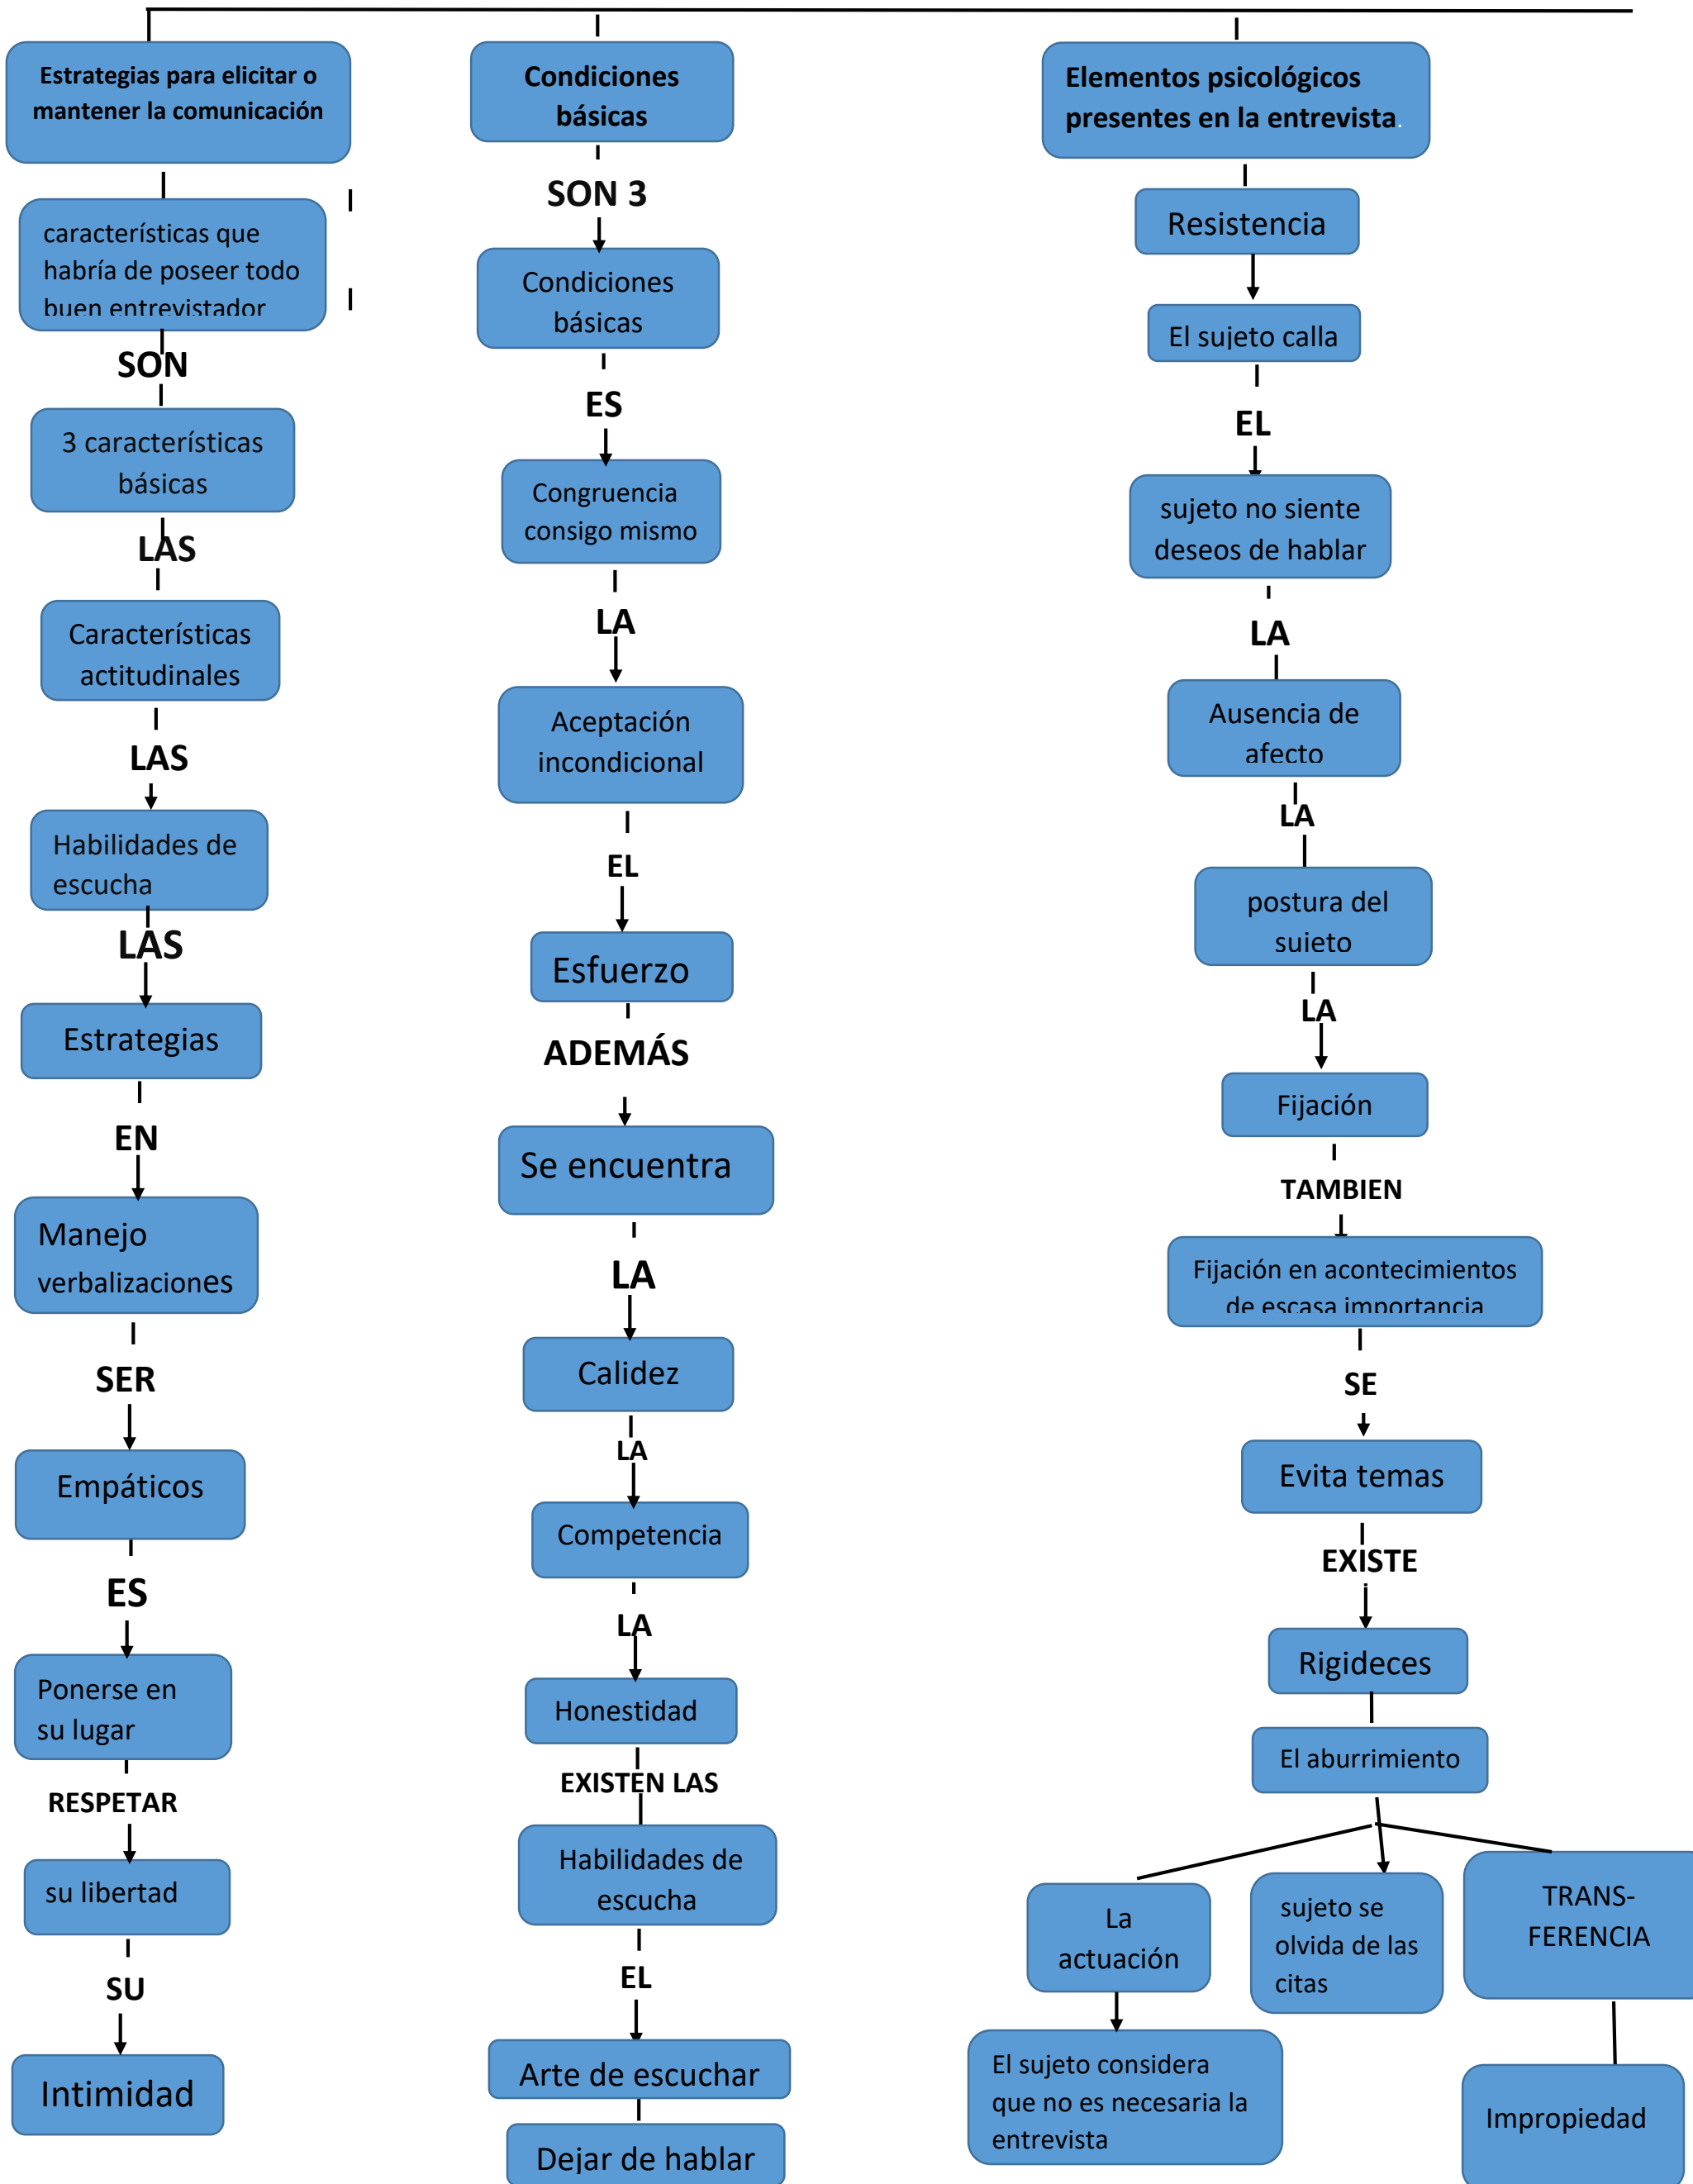 Estrategias para elicitar o
mantener la comunicación
características que
habría de poseer todo
buen entrevistador
SON
3 características
básicas
LAS
Características
actitudinales
LAS
Habilidades de
escucha
LAS
Estrategias
EN
Manejo
verbalizaciones
SER
Empáticos
ES
Ponerse en
su lugar
RESPETAR
su libertad
SU
Intimidad
Condiciones
básicas
SON 3
Condiciones
básicas
ES
Congruencia
consigo mismo
LA
Aceptación
incondicional
EL
Esfuerzo
ADEMÁS
Se encuentra
LA
Calidez
LA
Competencia
LA
Honestidad
EXISTEN LAS
Habilidades de
escucha
EL
Arte de escuchar
Dejar de hablar
Elementos psicológicos
presentes en la entrevista.
Resistencia
El sujeto calla
EL
sujeto no siente
deseos de hablar
LA
Ausencia de
afecto
LA
postura del
sujeto
LA
Fijación
TAMBIEN
Fijación en acontecimientos
de escasa importancia
SE
Evita temas
EXISTE
Rigideces
El aburrimiento
La
actuación
El sujeto considera
que no es necesaria la
entrevista
sujeto se
olvida de las
citas
TRANS-
FERENCIA
Impropiedad